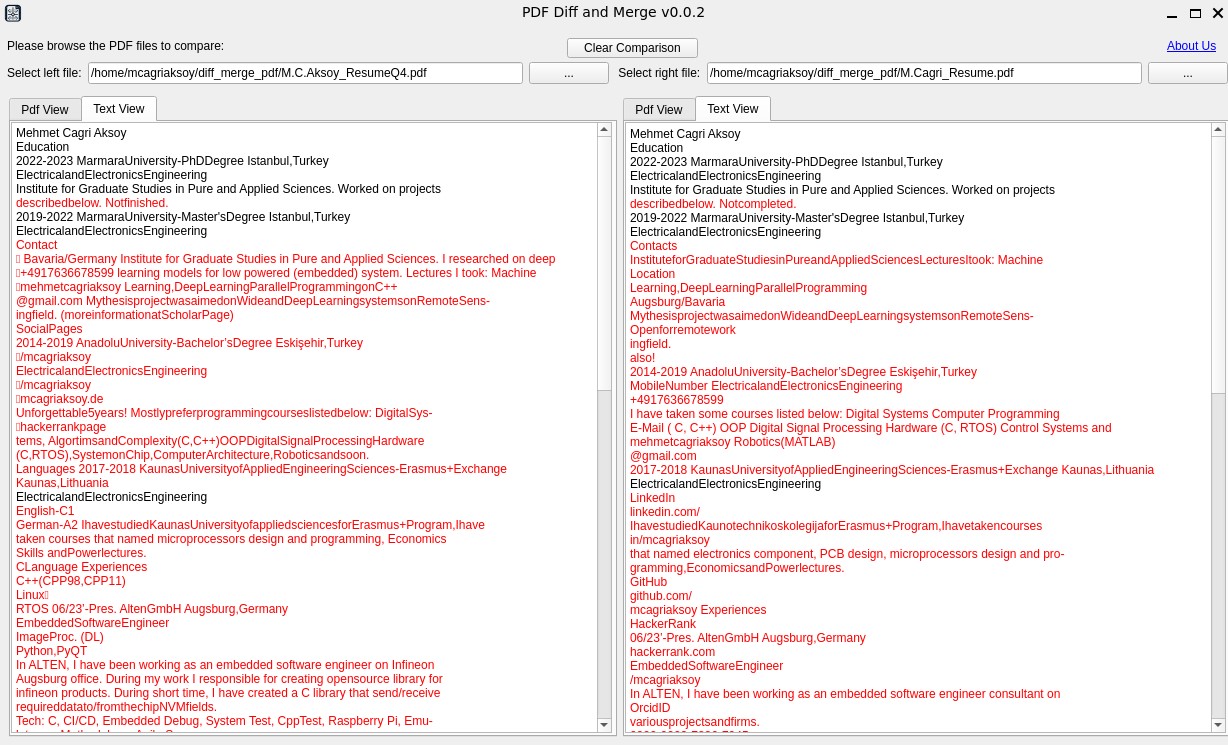 PDF Diff and Merge v0.0.2
Please browse the PDF files to compare:
Clear Comparison
About Us
Select left file: /home/mcagriaksoy/diff_merge_pdf/M.C.Aksoy_ResumeQ4.pdf ...
Select right file: /home/mcagriaksoy/diff_merge_pdf/M.Cagri_Resume.pdf ...
Pdf View Text View
Mehmet Cagri Aksoy
Education
2022-2023 MarmaraUniversity-PhDDegree Istanbul,Turkey
ElectricalandElectronicsEngineering
Institute for Graduate Studies in Pure and Applied Sciences. Worked on projects
describedbelow. Notfinished.
2019-2022 MarmaraUniversity-Master'sDegree Istanbul,Turkey
ElectricalandElectronicsEngineering
Contact
Bavaria/Germany Institute for Graduate Studies in Pure and Applied Sciences. I researched on deep
+4917636678599 learning models for low powered (embedded) system. Lectures I took: Machine
mehmetcagriaksoy Learning,DeepLearningParallelProgrammingonC++
@gmail.com MythesisprojectwasaimedonWideandDeepLearningsystemsonRemoteSens-
ingfield. (moreinformationatScholarPage)
SocialPages
2014-2019 AnadoluUniversity-Bachelor’sDegree Eskişehir,Turkey
/mcagriaksoy
ElectricalandElectronicsEngineering
/mcagriaksoy
mcagriaksoy.de
Unforgettable5years! Mostlypreferprogrammingcourseslistedbelow: DigitalSys-
hackerrankpage
tems, AlgortimsandComplexity(C,C++)OOPDigitalSignalProcessingHardware
(C,RTOS),SystemonChip,ComputerArchitecture,Roboticsandsoon.
Languages 2017-2018 KaunasUniversityofAppliedEngineeringSciences-Erasmus+Exchange
Kaunas,Lithuania
ElectricalandElectronicsEngineering
English-C1
German-A2 IhavestudiedKaunasUniversityofappliedsciencesforErasmus+Program,Ihave
taken courses that named microprocessors design and programming, Economics
Skills andPowerlectures.
CLanguage Experiences
C++(CPP98,CPP11)
Linux
RTOS 06/23’-Pres. AltenGmbH Augsburg,Germany
EmbeddedSoftwareEngineer
ImageProc. (DL)
Python,PyQT
In ALTEN, I have been working as an embedded software engineer on Infineon
Augsburg office. During my work I responsible for creating opensource library for
infineon products. During short time, I have created a C library that send/receive
requireddatato/fromthechipNVMfields.
Tech: C, CI/CD, Embedded Debug, System Test, CppTest, Raspberry Pi, Emu-
Pdf View Text View
Mehmet Cagri Aksoy
Education
2022-2023 MarmaraUniversity-PhDDegree Istanbul,Turkey
ElectricalandElectronicsEngineering
Institute for Graduate Studies in Pure and Applied Sciences. Worked on projects
describedbelow. Notcompleted.
2019-2022 MarmaraUniversity-Master'sDegree Istanbul,Turkey
ElectricalandElectronicsEngineering
Contacts
InstituteforGraduateStudiesinPureandAppliedSciencesLecturesItook: Machine
Location
Learning,DeepLearningParallelProgramming
Augsburg/Bavaria
MythesisprojectwasaimedonWideandDeepLearningsystemsonRemoteSens-
Openforremotework
ingfield.
also!
2014-2019 AnadoluUniversity-Bachelor’sDegree Eskişehir,Turkey
MobileNumber ElectricalandElectronicsEngineering
+4917636678599
I have taken some courses listed below: Digital Systems Computer Programming
E-Mail ( C, C++) OOP Digital Signal Processing Hardware (C, RTOS) Control Systems and
mehmetcagriaksoy Robotics(MATLAB)
@gmail.com
2017-2018 KaunasUniversityofAppliedEngineeringSciences-Erasmus+Exchange Kaunas,Lithuania
ElectricalandElectronicsEngineering
LinkedIn
linkedin.com/
IhavestudiedKaunotechnikoskolegijaforErasmus+Program,Ihavetakencourses
in/mcagriaksoy
that named electronics component, PCB design, microprocessors design and pro-
gramming,EconomicsandPowerlectures.
GitHub
github.com/
mcagriaksoy Experiences
HackerRank
06/23’-Pres. AltenGmbH Augsburg,Germany
hackerrank.com
EmbeddedSoftwareEngineer
/mcagriaksoy
In ALTEN, I have been working as an embedded software engineer consultant on
OrcidID
variousprojectsandfirms.